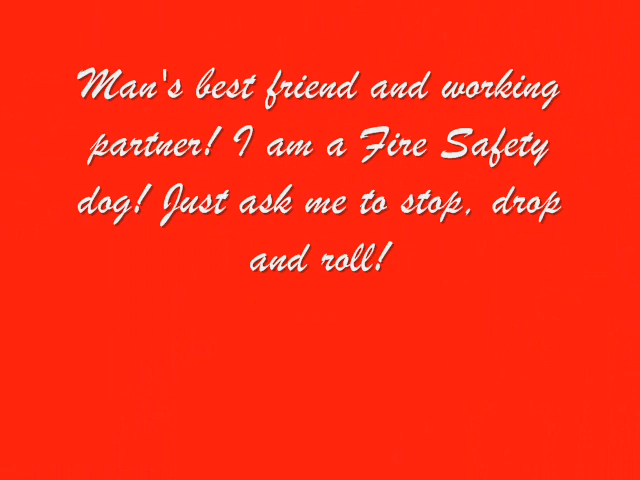 Man's best friend and working
partner! I am a Fire Safety
dog! Just ask me to stop, drop
and roll!